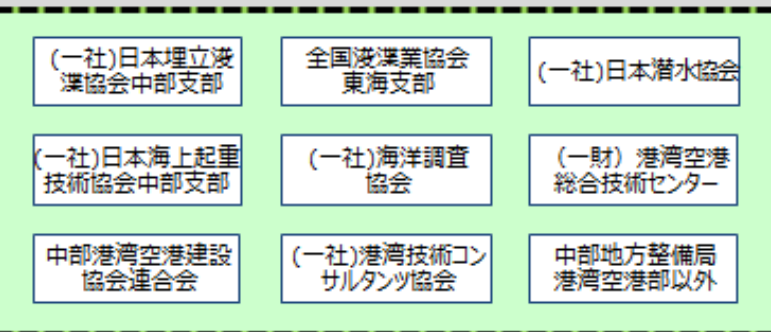 (一社)日本埋立浚
渫協会中部支部
全国浚渫業協会
東海支部
(一社)日本潜水協会
(一社)日本海上起重
技術協会中部支部
(一社)海洋調査
協会
（一財）港湾空港
総合技術センター
中部港湾空港建設
協会連合会
(一社)港湾技術コン
サルタンツ協会
中部地方整備局
港湾空港部以外